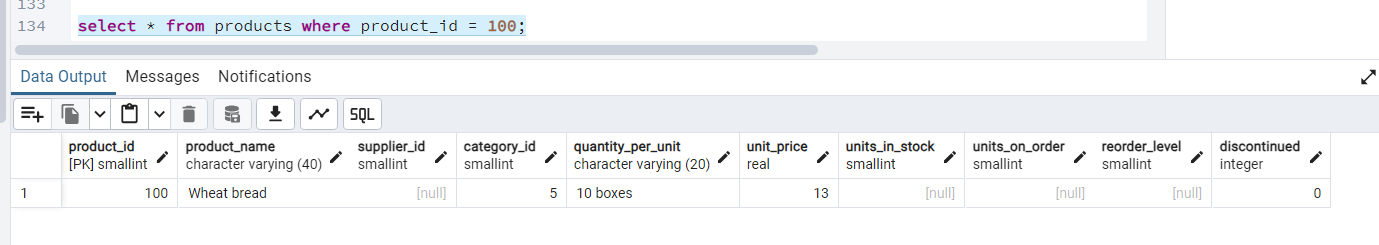 133
134 select * from products where product_id = 100;
Data Output Messages Notifications
SQL
product_id product_name supplier_id category_id quantity_per_unit unit_price units_in_stock units_on_order reorder_level discontinued
[PK] smallint character varying (40) smallint smallint character varying (20) real smallint smallint smallint integer
1 100 Wheat bread [null] 5 10 boxes 13 [null] [null] [null] 0